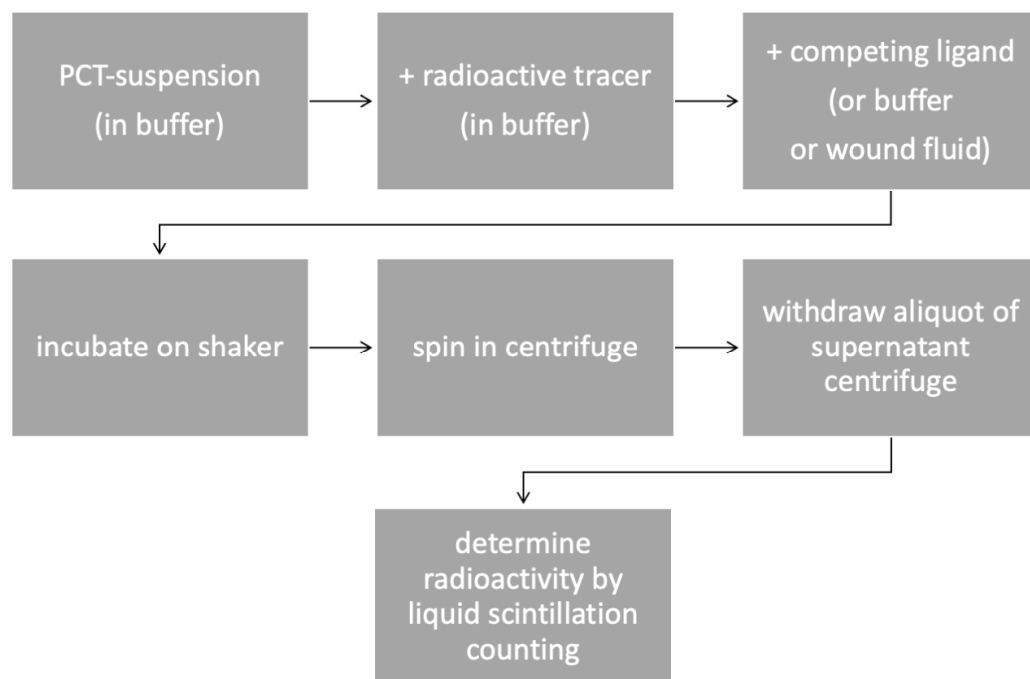 PCT-suspension
(in buffer)
+ radioactive tracer
(in buffer)
+ competing ligand
(or buffer
or wound fluid)
incubate on shaker
spin in centrifuge
withdraw aliquot of
supernatant
centrifuge
determine
radioactivity by
liquid scintillation
counting